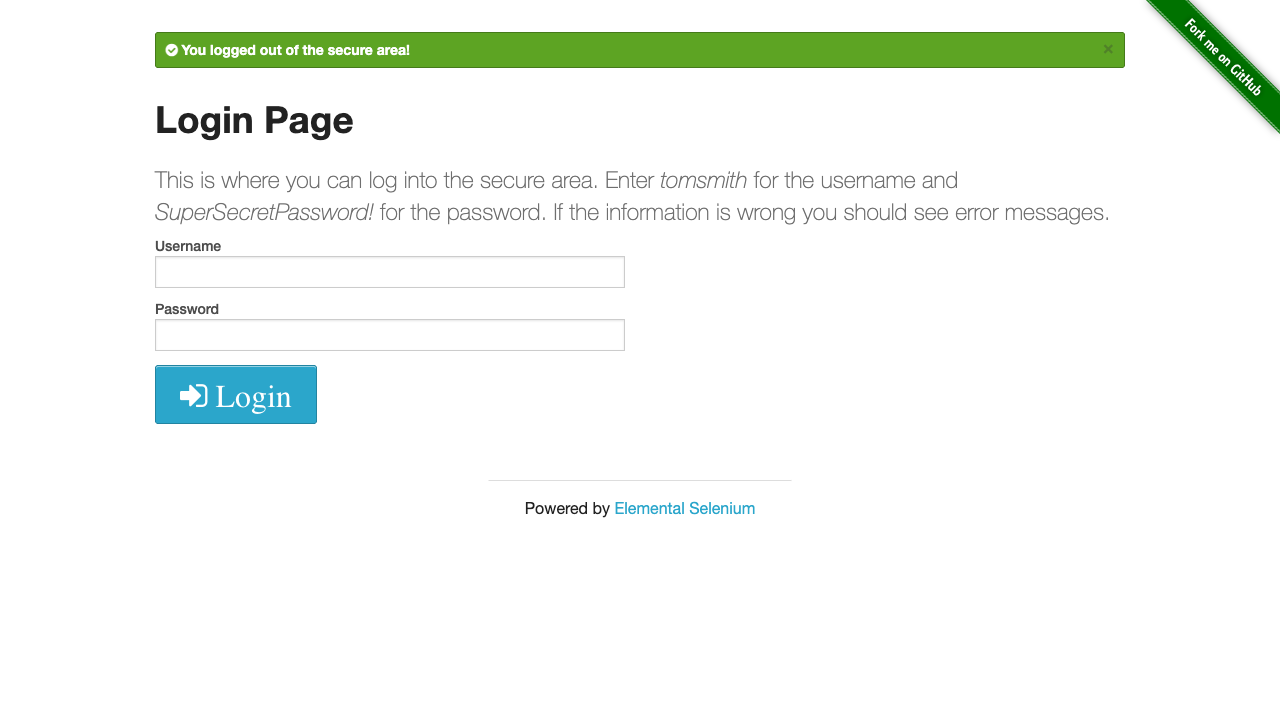 You logged out of the secure area!
×
Fork me on GitHub
Login Page
This is where you can log into the secure area. Enter tomsmith for the username and
SuperSecretPassword! for the password. If the information is wrong you should see error messages.
Username
Password
Login
Powered by Elemental Selenium